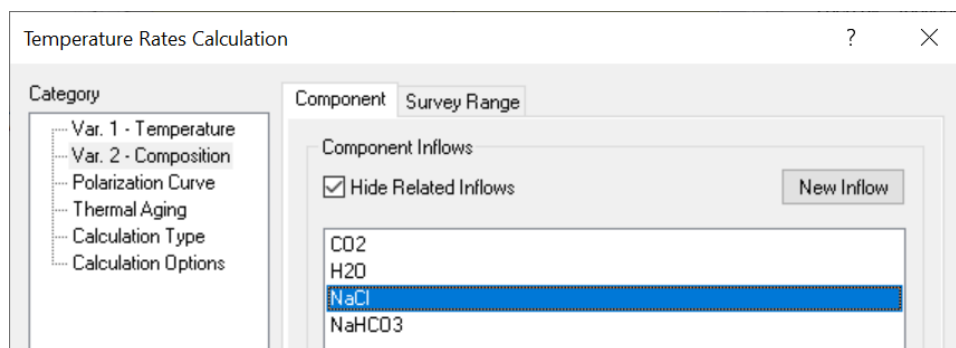 Temperature Rates Calculation
?
Category
Var. 1 - Temperature
Var. 2 - Composition
Polarization Curve
Thermal Aging
Calculation Type
Calculation Options
Component Survey Range
Component Inflows
Hide Related Inflows
New Inflow
CO2
H2O
NaCl
NaHCO3